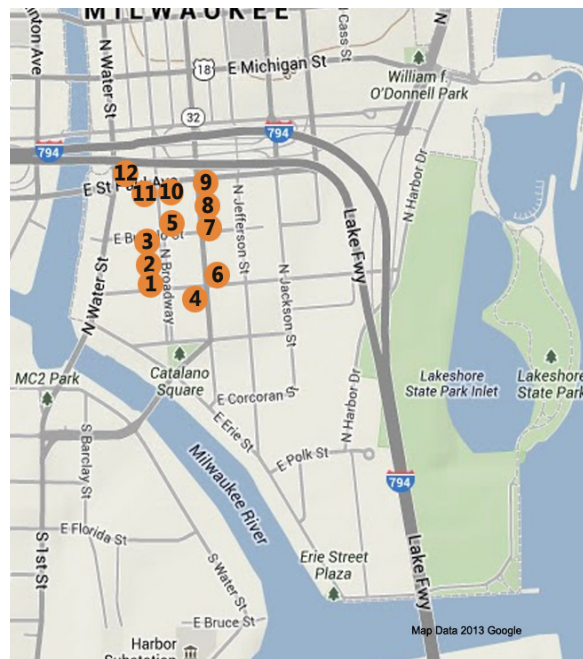 MILWAUKEE
N Water St
N Cass St
N
18
E Michigan St
William f.
O'Donnell Park
32
794
794
N Harbor Dr
12
E St
Ave
11
10
9
8
7
5
E Bu
o St
3
2
1
6
4
N Jefferson St
N Broadway
N Jackson St
Lake Fwy
N Water St
MC2 Park
Catalano
Square
Lakeshore
State Park Inlet
Lakeshore
State Park
E Corcoran S
N Harbor Dr
E Erie St
E Polk St
S Barclay St
Milwaukee
River
794
E Florida St
S 1st St
S Water St
Erie Street
Plaza
Lake Fwy
E Bruce St
Harbor
Map Data 2013 Google